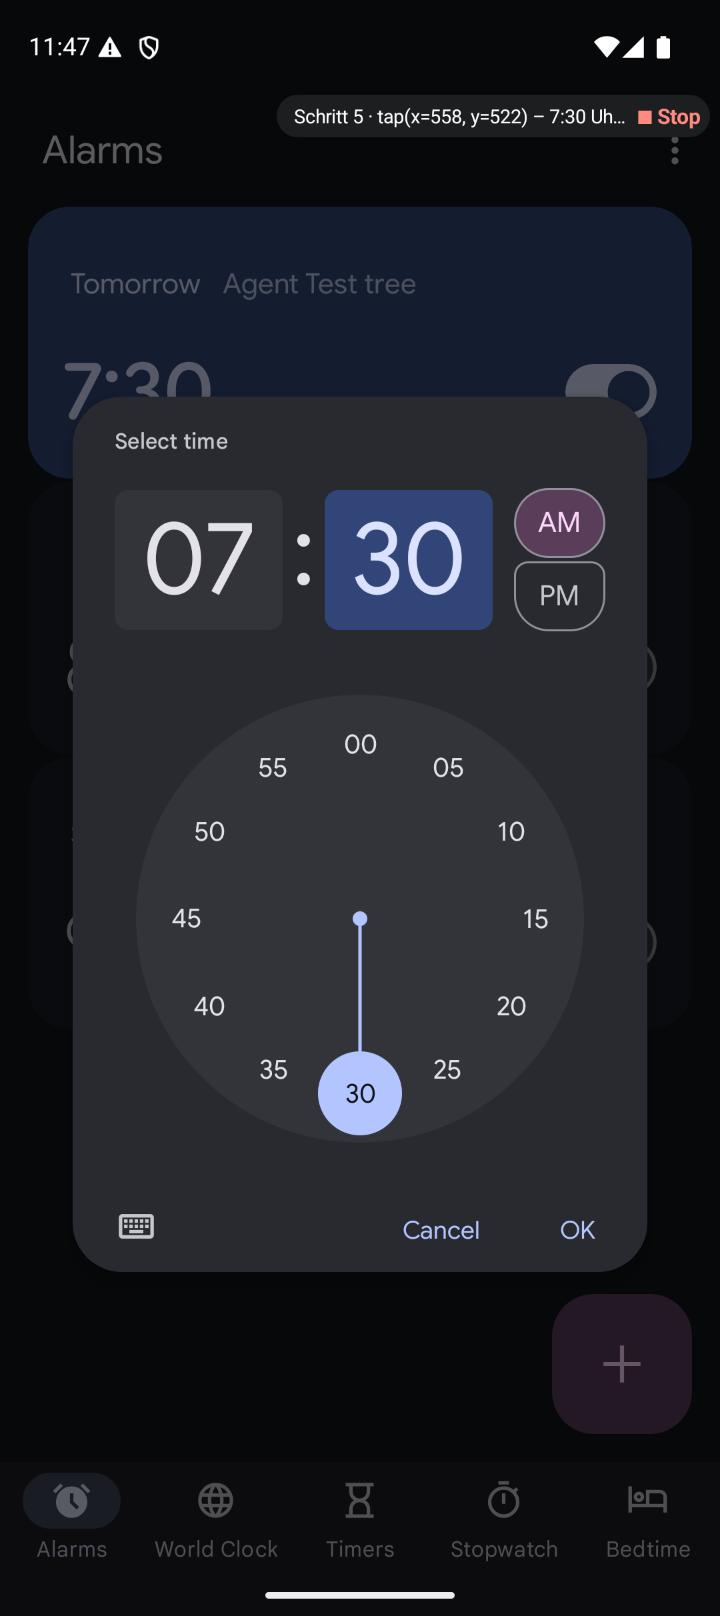 11:47
Schritt 5 · tap(x=558, y=522) – 7:30 Uh... Stop
Alarms
Tomorrow Agent Test tree
7:30
Select time
07 : 30
AM
PM
00
55 05
50 10
45 15
40 20
35 25
30
Cancel OK
Alarms World Clock Timers Stopwatch Bedtime